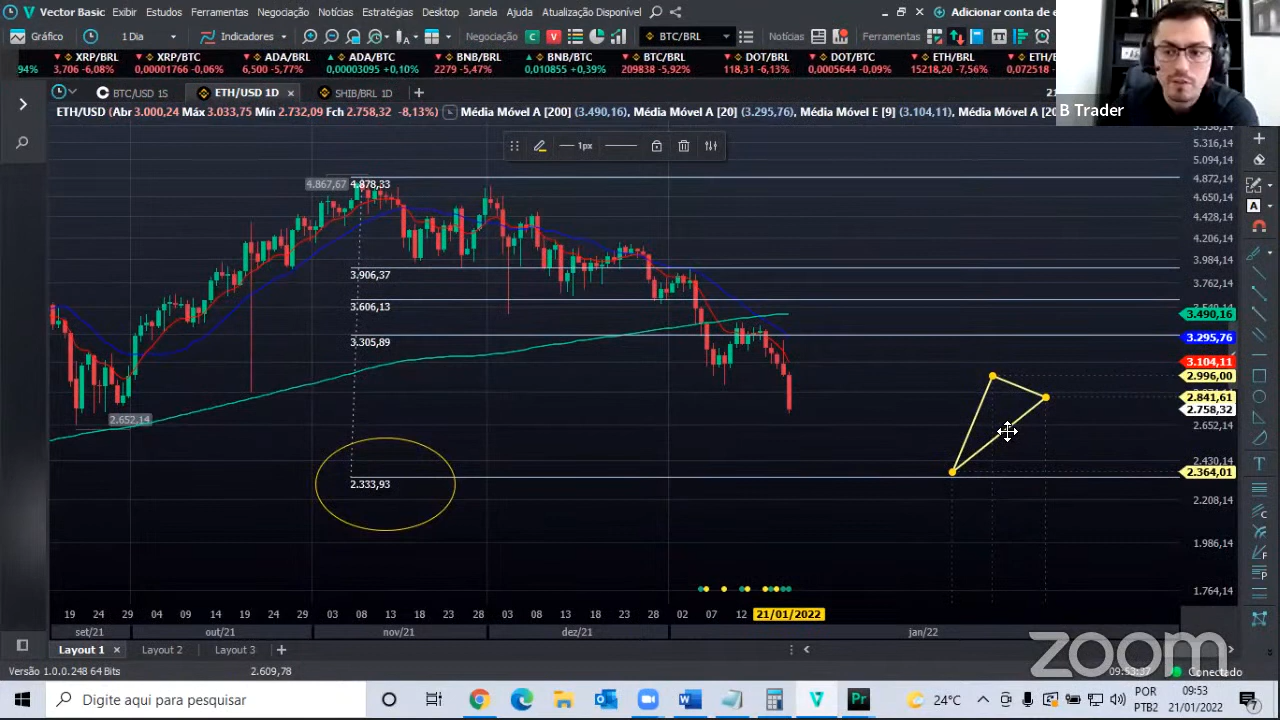 Vector Basic Exibir Estudos Ferramentas Negociação Notícias Estratégias Desktop Janela Ajuda Atualização Disponível Adicionar conta de e
Gráfico 1 Dia Indicadores Negociação C V BTC/BRL Notícias Ferramentas
94% XRP/BRL XRP/BTC ADA/BRL ADA/BTC BNB/BRL BNB/BTC BTC/BRL DOT/BRL DOT/BTC ETH/BRL
3,706 -6,08% 0,00001766 -0,06% 6,500 -5,77% 0,00003095 +0,10% 2279 -5,47% 0,010855 +0,39% 209838 -5,92% 118,31 -6,13% 0,0005644 -0,09% 15218,20 -7,56% 0,072518
BTC/USD 1S ETH/USD 1D SHIB/BRL 1D
B Trader
ETH/USD (Abr 3.000,24 Máx 3.033,75 Mín 2.732,09 Fch 2.758,32 -8,13%) Média Móvel A [200] (3.490,16), Média Móvel A [20] (3.295,76), Média Móvel E [9] (3.104,11), Média Móvel A [20
1px
5.316,14
5.094,14
4.872,14
4.650,14
4.428,14
4.206,14
3.984,14
3.762,14
3.490,16
3.295,76
3.104,11
2.996,00
2.841,61
2.758,32
2.652,14
2.430,14
2.364,01
2.208,14
1.986,14
1.764,14
4.867,67 4.878,33
3.906,37
3.606,13
3.305,89
2.652,14
2.333,93
19 24 29 04 09 14 19 24 29 03 08 13 18 23 28 03 08 13 18 23 28 02 07 12 21/01/2022
set/21 out/21 nov/21 dez/21 jan/22
Layout 1 Layout 2 Layout 3
zoom
Versão 1.0.0.248 64 Bits 2.609,78 09:53:37 Conectado
Digite aqui para pesquisar 24°C POR 09:53
PTB2 21/01/2022